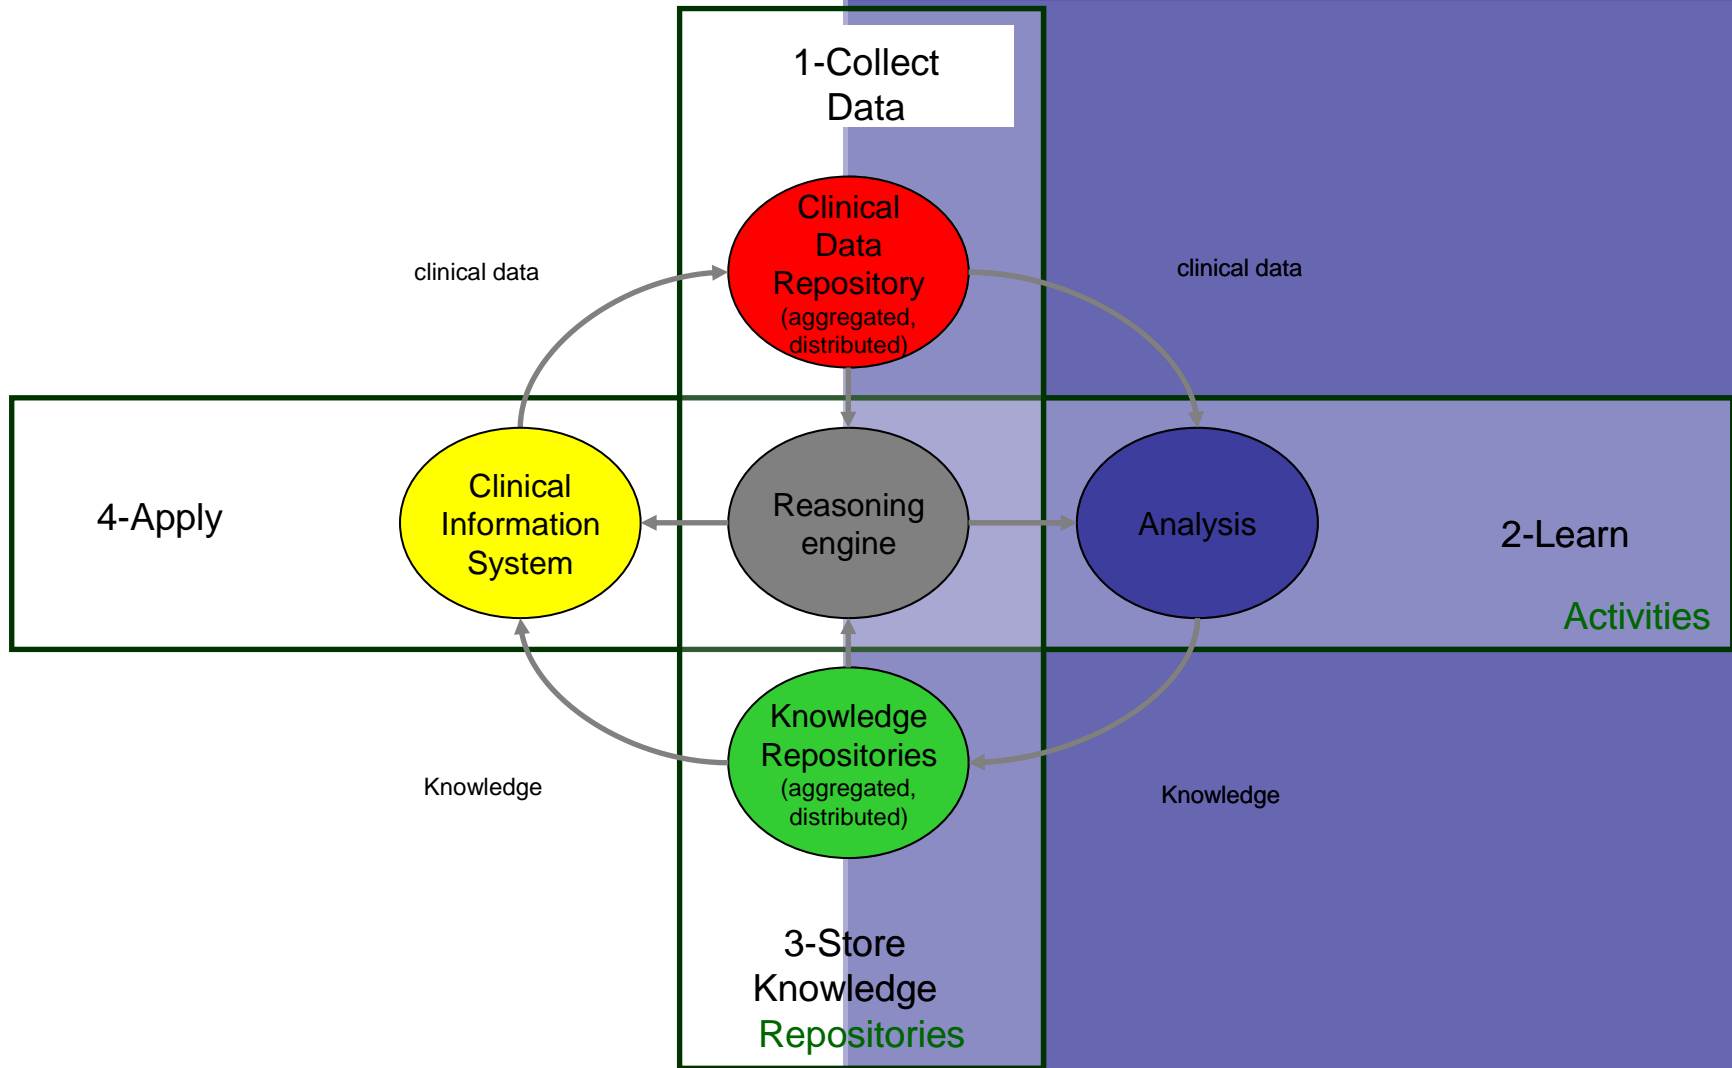 1-Collect
Data
Clinical
Data
Repository
(aggregated,
distributed)
clinical data
clinical data
4-Apply
Clinical
Information
System
Reasoning
engine
Analysis
2-Learn
Activities
Knowledge
Repositories
(aggregated,
distributed)
Knowledge
Knowledge
3-Store
Knowledge
Repositories